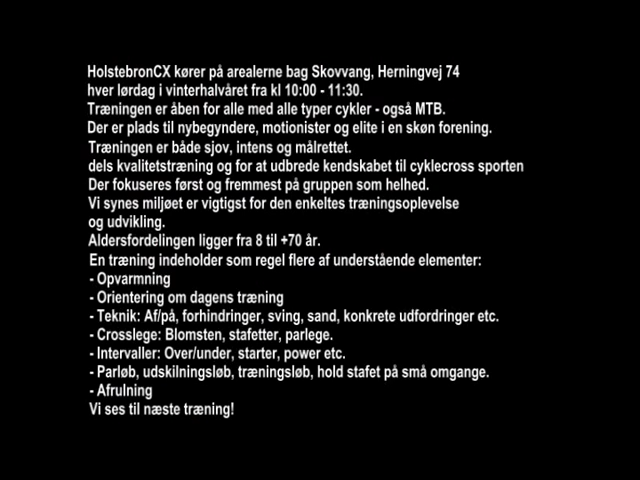 HolstebronCX kører på arealerne bag Skovvang, Herningvej 74
hver lørdag i vinterhalvåret fra kl 10:00 - 11:30.
Træningen er åben for alle med alle typer cykler - også MTB.
Der er plads til nybegyndere, motionister og elite i en skøn forening.
Træningen er både sjov, intens og målrettet.
dels kvalitetstræning og for at udbrede kendskabet til cyklecross sporten
Der fokuseres først og fremmest på gruppen som helhed.
Vi synes miljøet er vigtigst for den enkeltes træningsoplevelse
og udvikling.
Aldersfordelingen ligger fra 8 til +70 år.
En træning indeholder som regel flere af understående elementer:
- Opvarmning
- Orientering om dagens træning
- Teknik: Af/på, forhindringer, sving, sand, konkrete udfordringer etc.
- Crosslege: Blomsten, stafetter, parlege.
- Intervaller: Over/under, starter, power etc.
- Parløb, udskilningsløb, træningsløb, hold stafet på små omgange.
- Afrulning
Vi ses til næste træning!